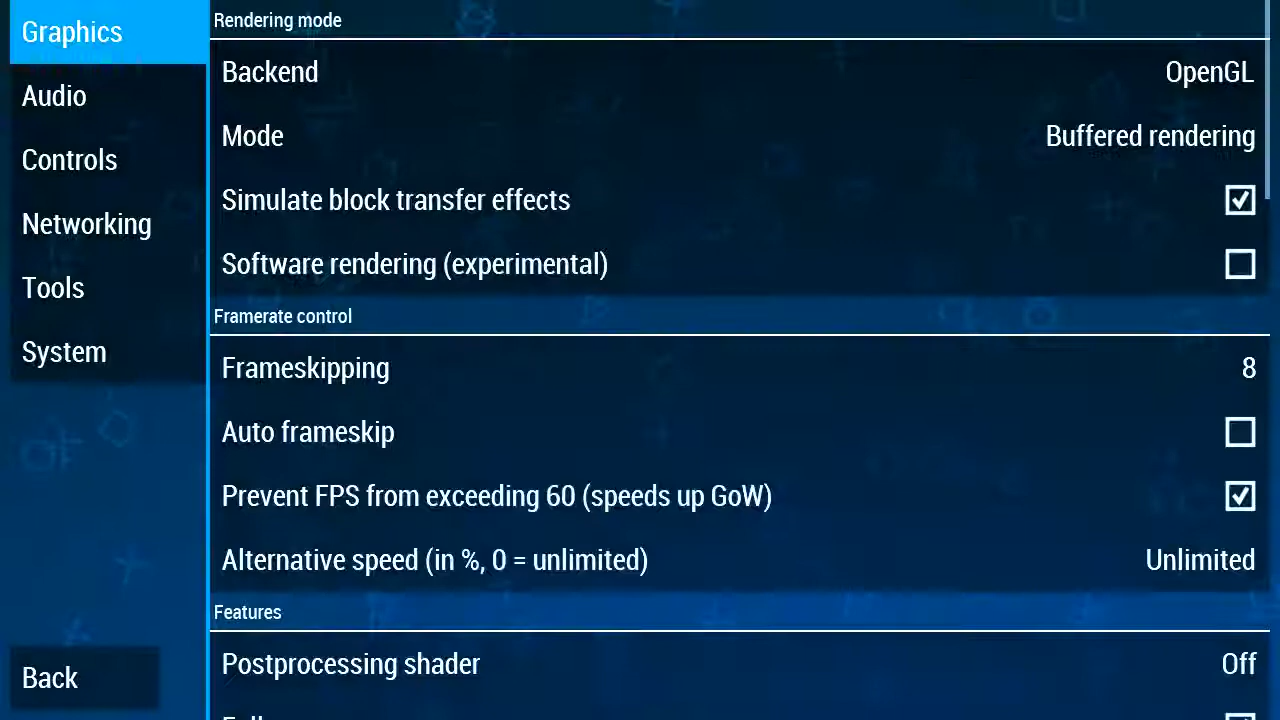 Graphics
Audio
Controls
Networking
Tools
System
Back
Rendering mode
Backend OpenGL
Mode Buffered rendering
Simulate block transfer effects
Software rendering (experimental)
Framerate control
Frameskipping 8
Auto frameskip
Prevent FPS from exceeding 60 (speeds up GoW)
Alternative speed (in %, 0 = unlimited) Unlimited
Features
Postprocessing shader Off